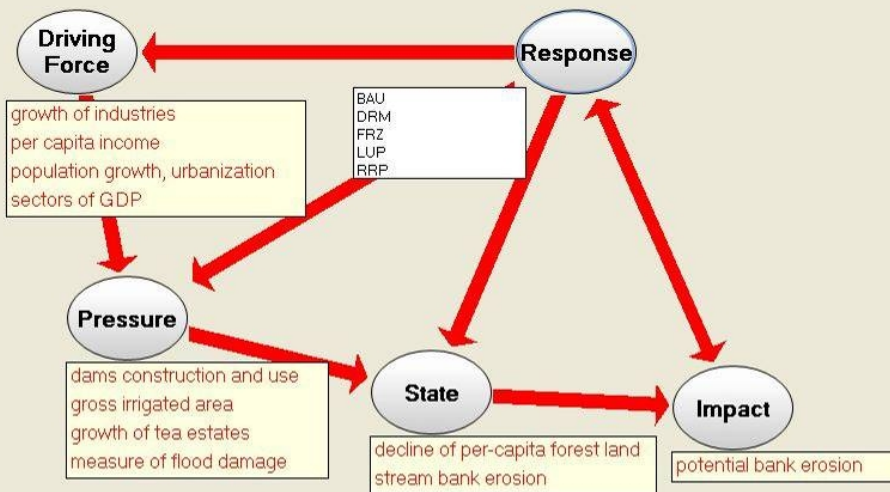 Driving
Force
growth of industries
per capita income
population growth, urbanization
sectors of GDP
Response
BAU
DRM
FRZ
LUP
RRP
Pressure
dams construction and use
gross irrigated area
growth of tea estates
measure of flood damage
State
decline of per-capita forest land
stream bank erosion
Impact
potential bank erosion